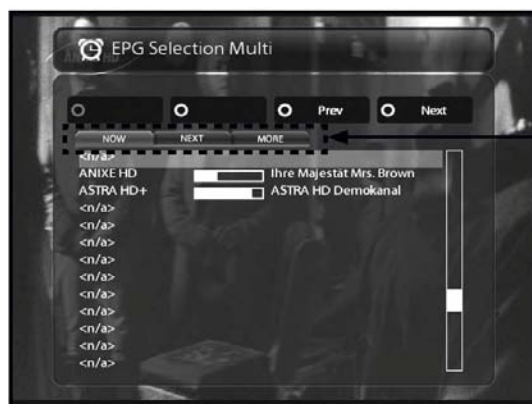 EPG Selection Multi
Prev Next
NOW NEXT MORE
<n/a>
ANIXE HD Ihre Majestät Mrs. Brown
ASTRA HD+ ASTRA HD Demokanal
<n/a>
<n/a>
<n/a>
<n/a>
<n/a>
<n/a>
<n/a>
<n/a>
<n/a>
<n/a>